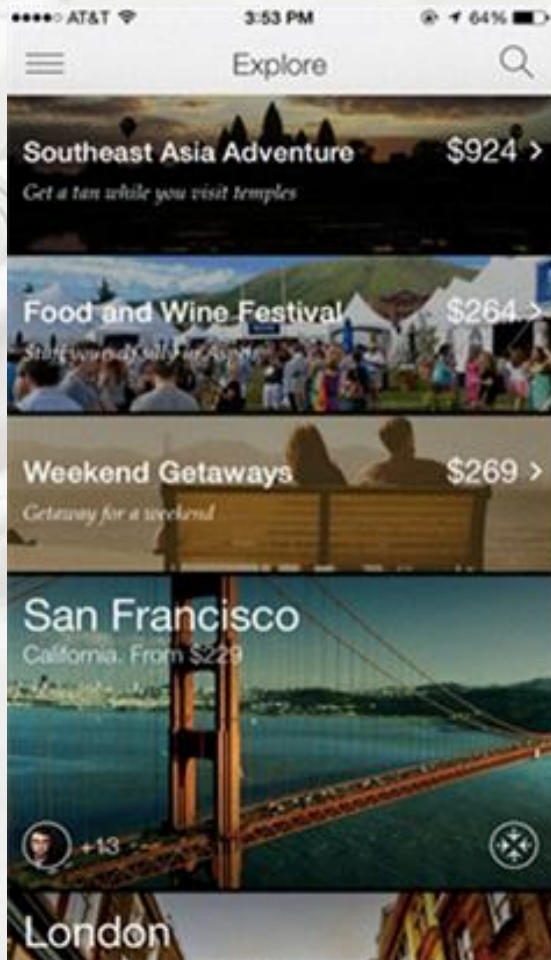 AT&T 3:53 PM 64%
Explore
Southeast Asia Adventure $924 >
Get a tan while you visit temples
Food and Wine Festival $264 >
Weekend Getaways $269 >
Getaway for a weekend
San Francisco
California. From $229
+13
London